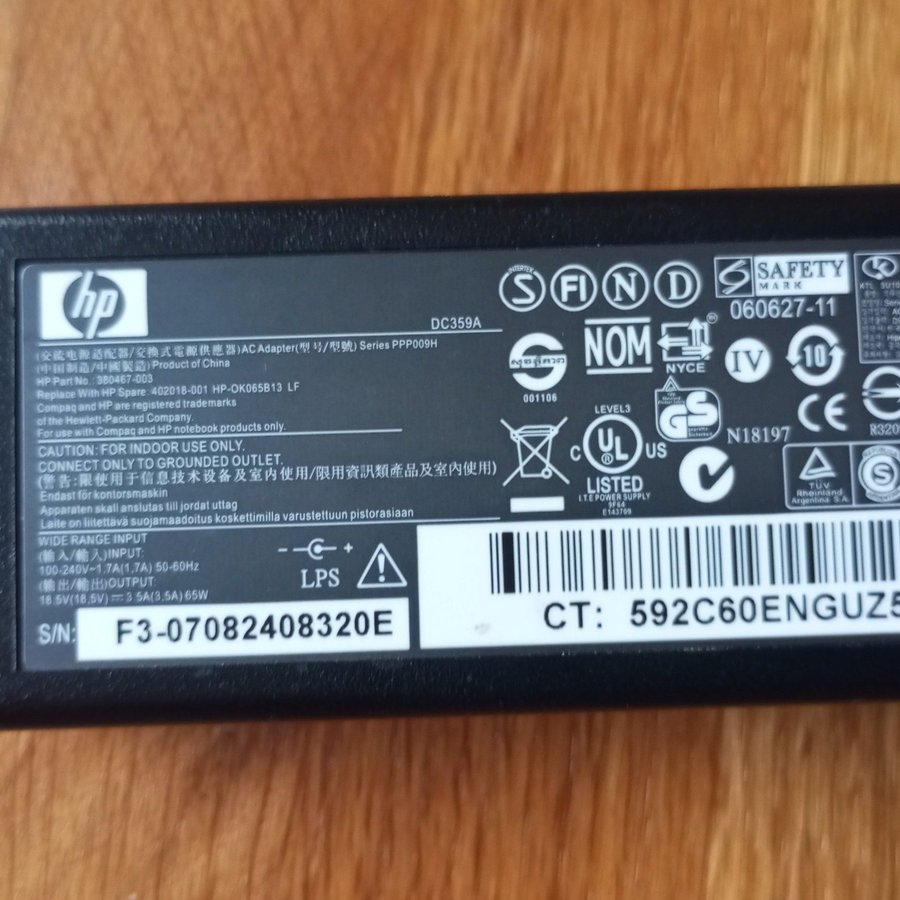 hp
DC359A
(交流电源适配器/交換式電源供應器)AC Adapter(型号/型號) Series PPP009H
(中国制造/中國製造) Product of China
HP Part No.: 380467-003
Replace With HP Spare: 402018-001 HP-OK065B13 LF
Compaq and HP are registered trademarks
of the Hewlett-Packard Company.
For use with Compaq and HP notebook products only.
CAUTION: FOR INDOOR USE ONLY.
CONNECT ONLY TO GROUNDED OUTLET.
(警告:限使用于信息技术设备及室内使用/限用資訊類產品及室內使用)
Endast för kontorsmaskin
Apparaten skall anslutas till jordat uttag
Laite on liitettävä suojamaadoitus koskettimilla varustettuun pistorasiaan
WIDE RANGE INPUT
(输入/輸入)INPUT:
100-240V~1.7A(1,7A) 50-60Hz
(输出/輸出)OUTPUT:
18.5V(18,5V) 3.5A(3,5A) 65W
- +
LPS
S/N: F3-07082408320E
INTERTEK
S FI N D
SAFETY
MARK
060627-11
001106
NOM
NYCE
IV
10
GS
N18197
CE
LEVEL3
C UL US
®
LISTED
I.T.E POWER SUPPLY
9F64
E143709
TÜV
Rheinland
Argentina S.A.
S
KTL
CT: 592C60ENGUZ5